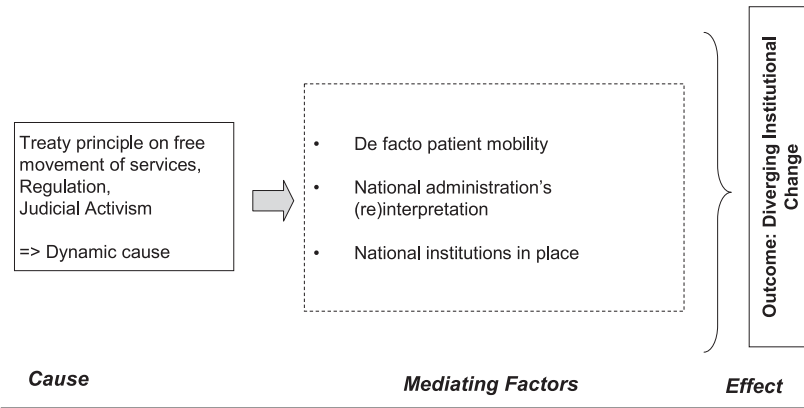 Treaty principle on free
movement of services,
Regulation,
Judicial Activism
=> Dynamic cause
• De facto patient mobility
• National administration's
(re)interpretation
• National institutions in place
Outcome: Diverging Institutional
Change
Cause
Mediating Factors
Effect